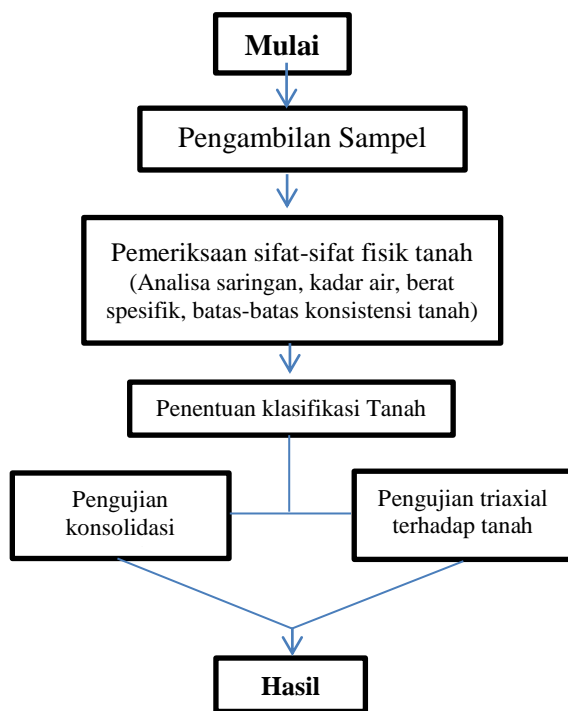 Mulai
Pengambilan Sampel
Pemeriksaan sifat-sifat fisik tanah
(Analisa saringan, kadar air, berat
spesifik, batas-batas konsistensi tanah)
Penentuan klasifikasi Tanah
Pengujian
konsolidasi
Pengujian triaxial
terhadap tanah
Hasil